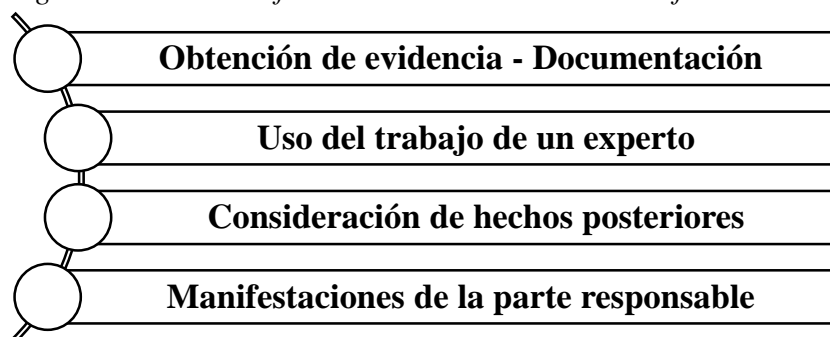 Obtención de evidencia - Documentación
Uso del trabajo de un experto
Consideración de hechos posteriores
Manifestaciones de la parte responsable